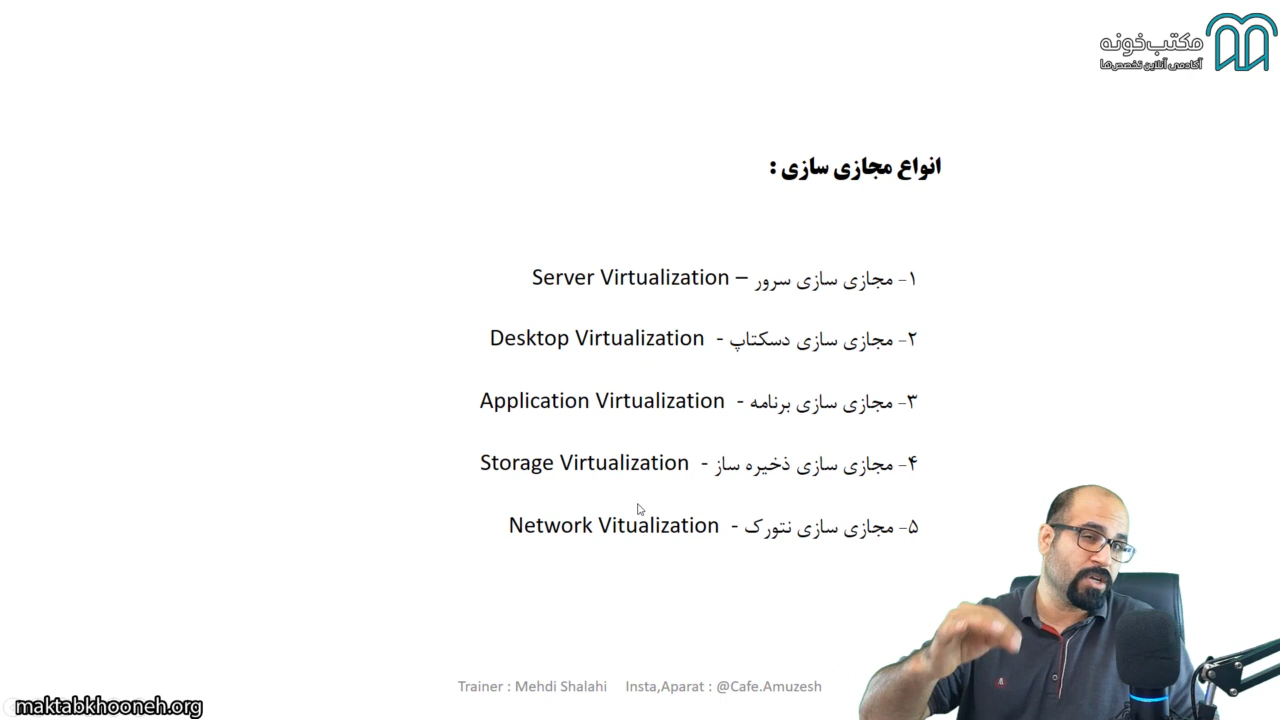 مکتب‌خونه
آکادمی آنلاین تخصص‌ها
انواع مجازی سازی :
۱- مجازی سازی سرور – Server Virtualization
۲- مجازی سازی دسکتاپ - Desktop Virtualization
۳- مجازی سازی برنامه - Application Virtualization
۴- مجازی سازی ذخیره ساز - Storage Virtualization
۵- مجازی سازی نتورک - Network Vitualization
Trainer : Mehdi Shalahi Insta,Aparat : @Cafe.Amuzesh
maktabkhooneh.org